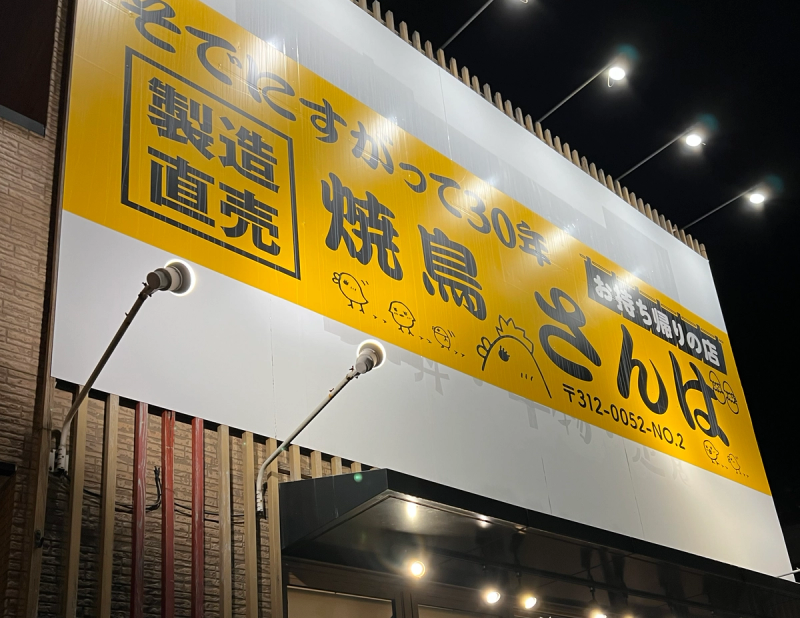 そでにすがって30年
製造
直売
焼鳥 さんぱ
お持ち帰りの店
〒312-0052-NO.2